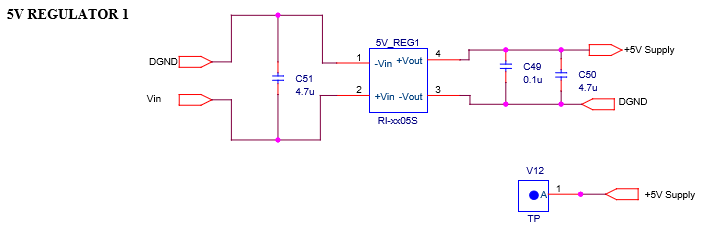 5V REGULATOR 1
5V_REG1
DGND
Vin
C51
4.7u
1
-Vin
+Vout
4
2
+Vin
-Vout
3
RI-xx05S
C49
0.1u
C50
4.7u
+5V Supply
DGND
V12
A
1
+5V Supply
TP